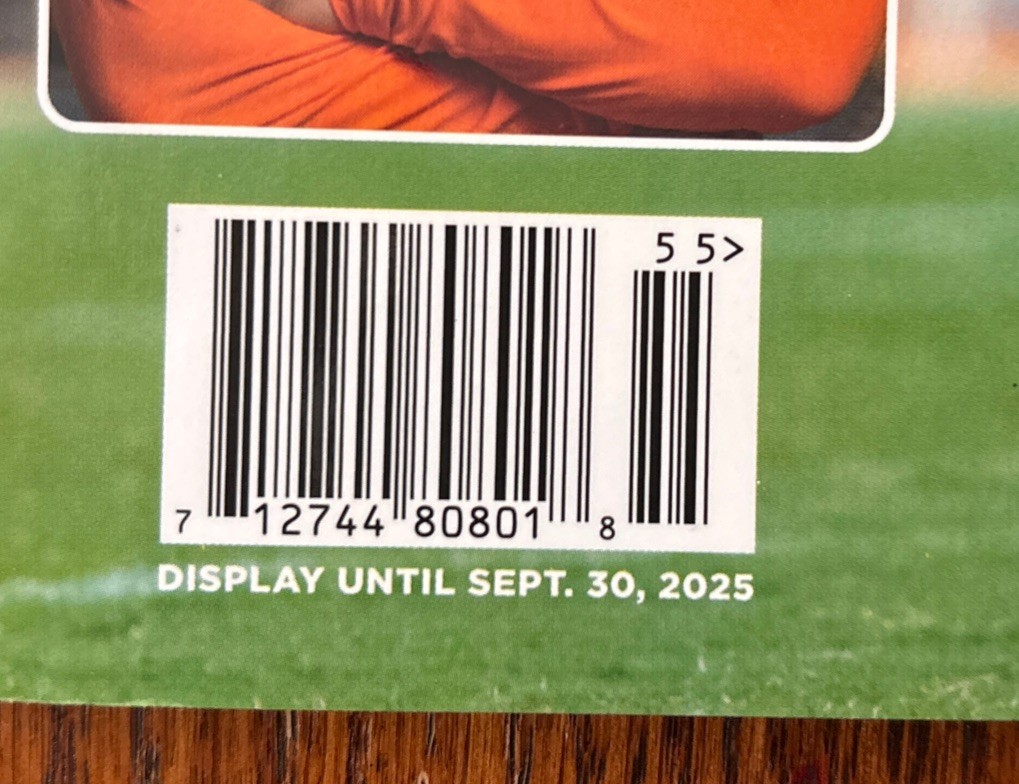 5 5>
7 12744 80801 8
DISPLAY UNTIL SEPT. 30, 2025